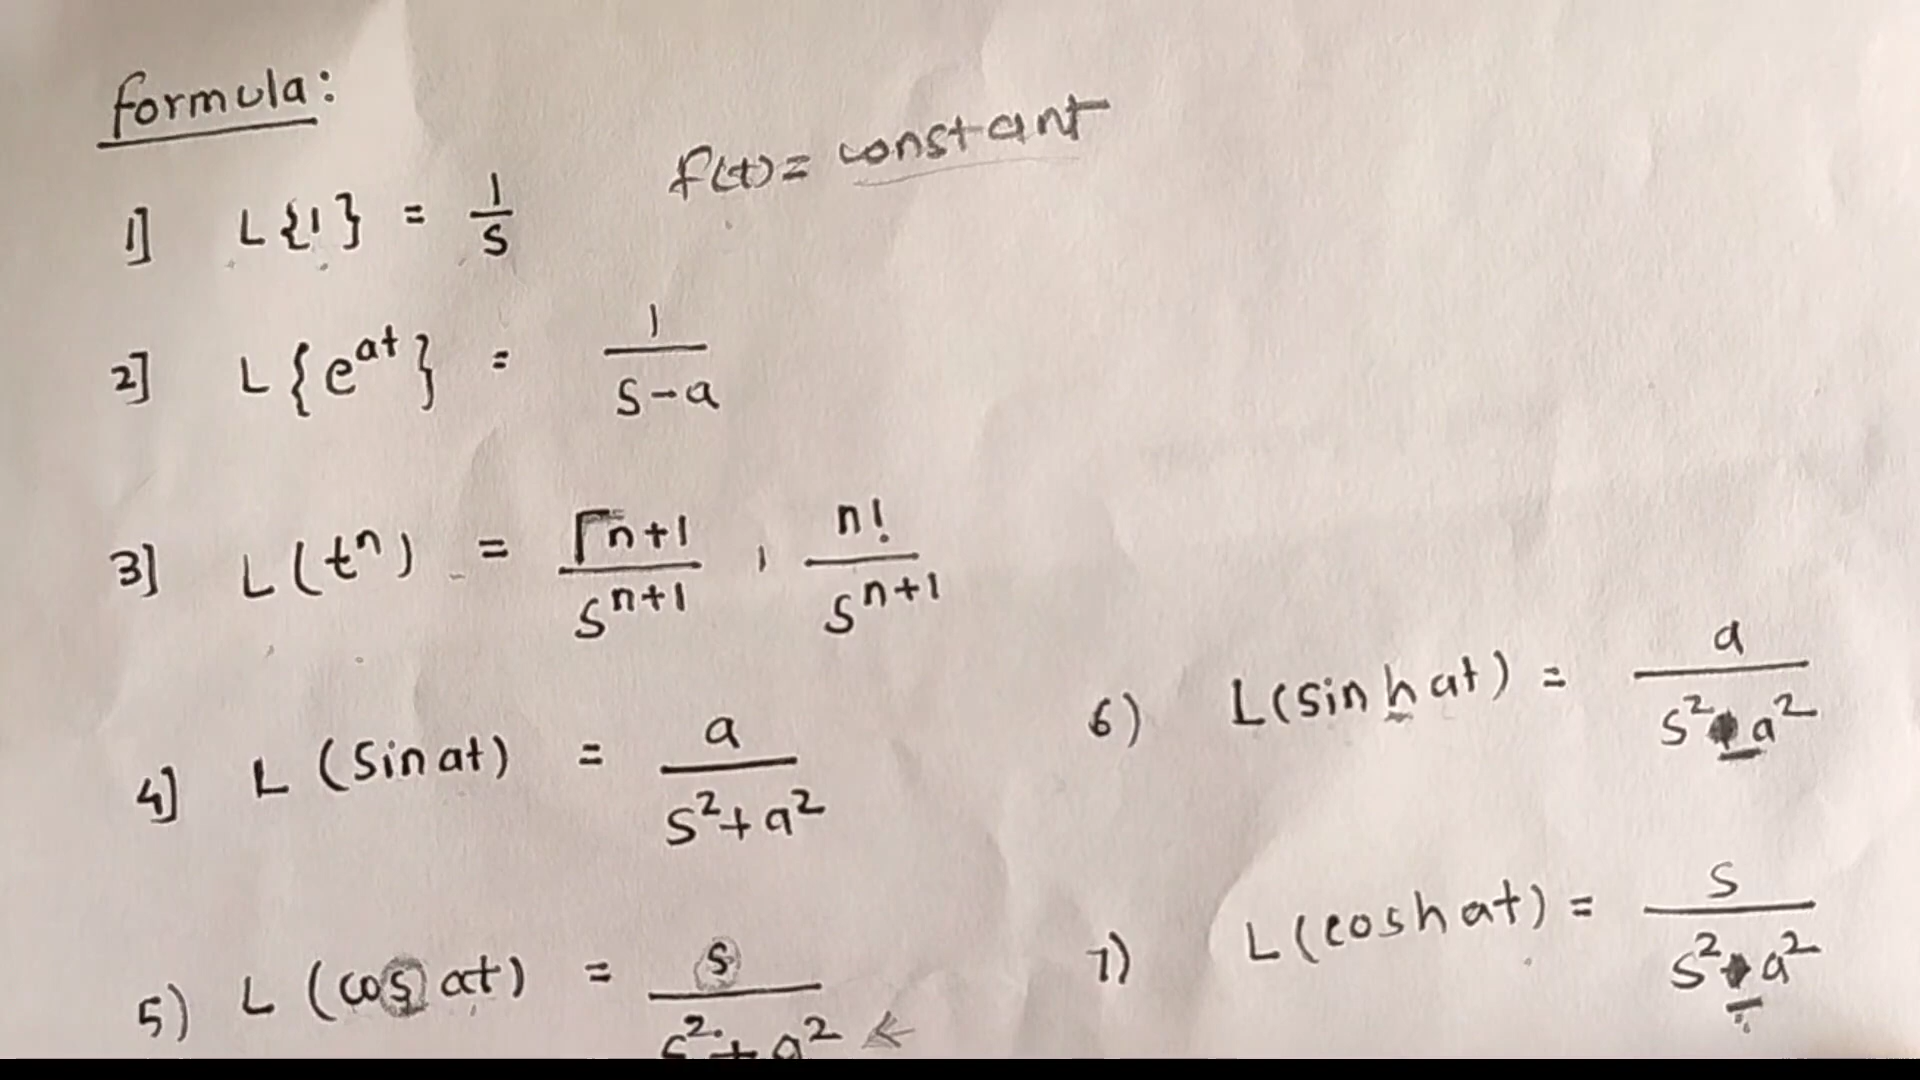 formula:
f(t) = constant
1] L{1} = 1/s
2] L{e^at} = 1/(s-a)
3] L(t^n) = Γn+1/s^(n+1) , n!/s^(n+1)
4] L(sin at) = a/(s²+a²)
5) L(cos at) = s/(s²+a²) ←
6) L(sinh at) = a/(s² - a²)
7) L(cosh at) = s/(s² - a²)